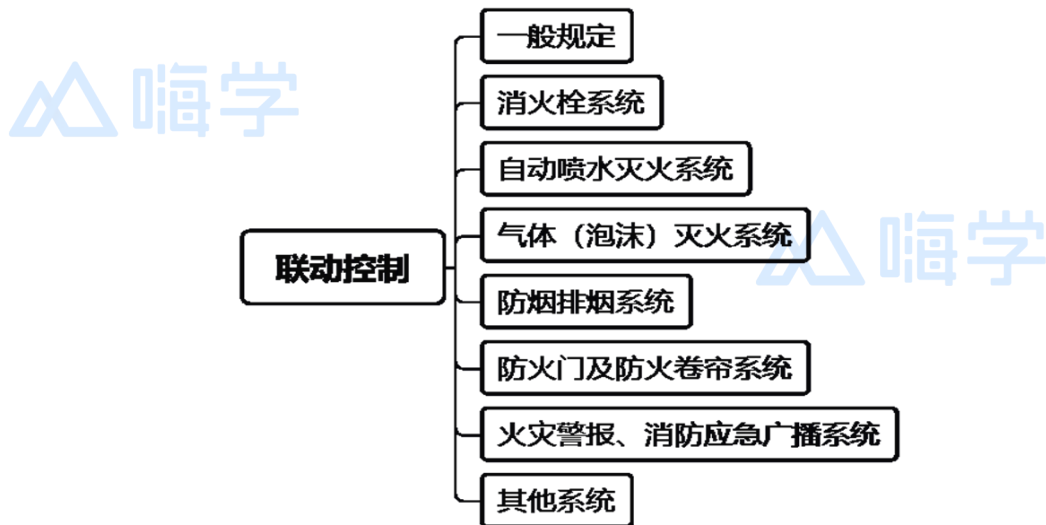 一般规定
嗨学
消火栓系统
自动喷水灭火系统
气体（泡沫）灭火系统
嗨学
联动控制
防烟排烟系统
防火门及防火卷帘系统
火灾警报、消防应急广播系统
其他系统